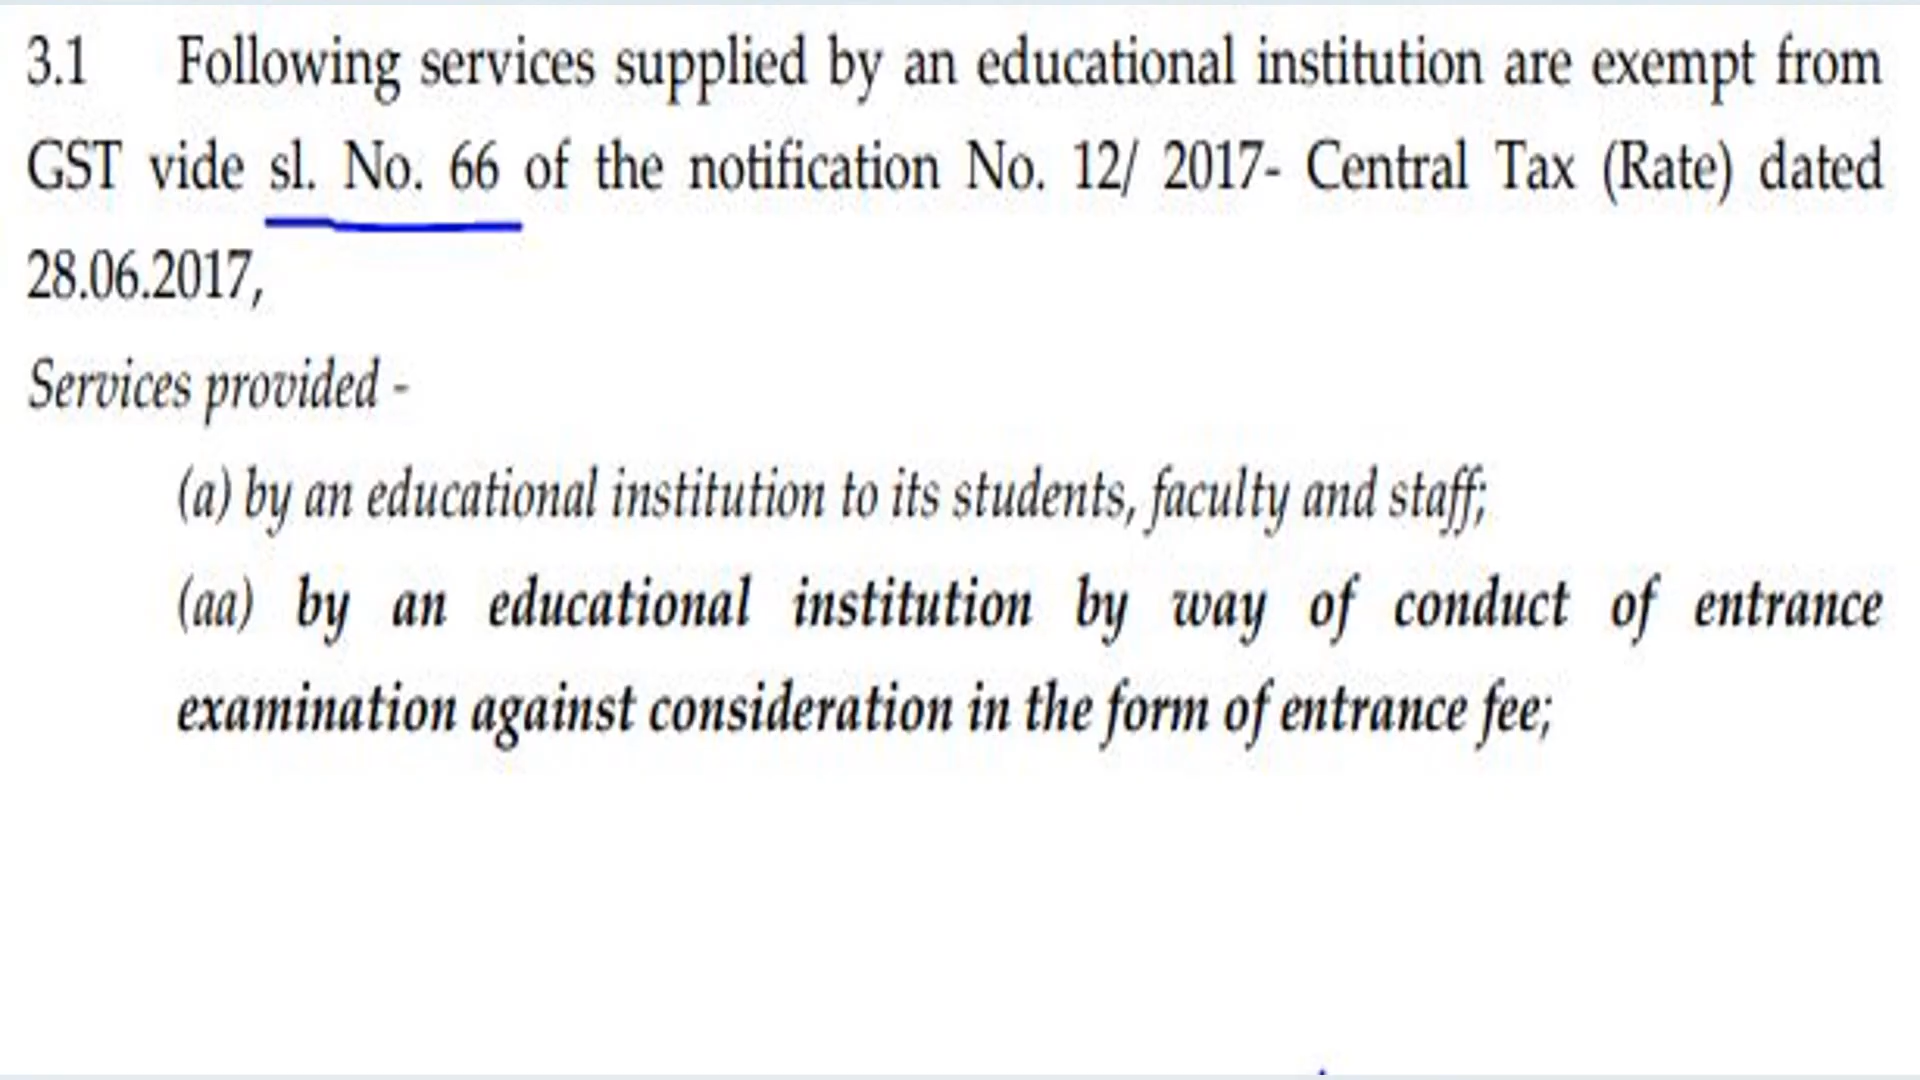 3.1 Following services supplied by an educational institution are exempt from
GST vide sl. No. 66 of the notification No. 12/ 2017- Central Tax (Rate) dated
28.06.2017,
Services provided -
(a) by an educational institution to its students, faculty and staff;
(aa) by an educational institution by way of conduct of entrance
examination against consideration in the form of entrance fee;